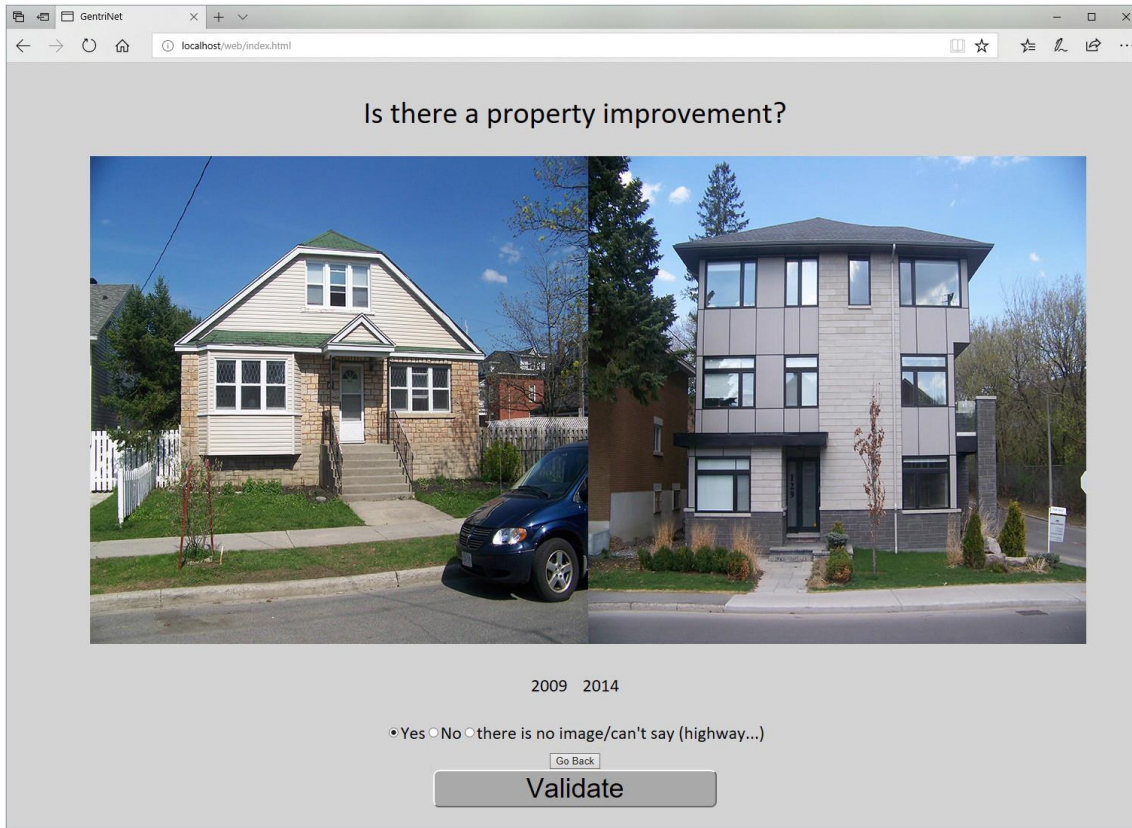 GentriNet
localhost/web/index.html
Is there a property improvement?
129
2009 2014
Yes No there is no image/can't say (highway...)
Go Back
Validate